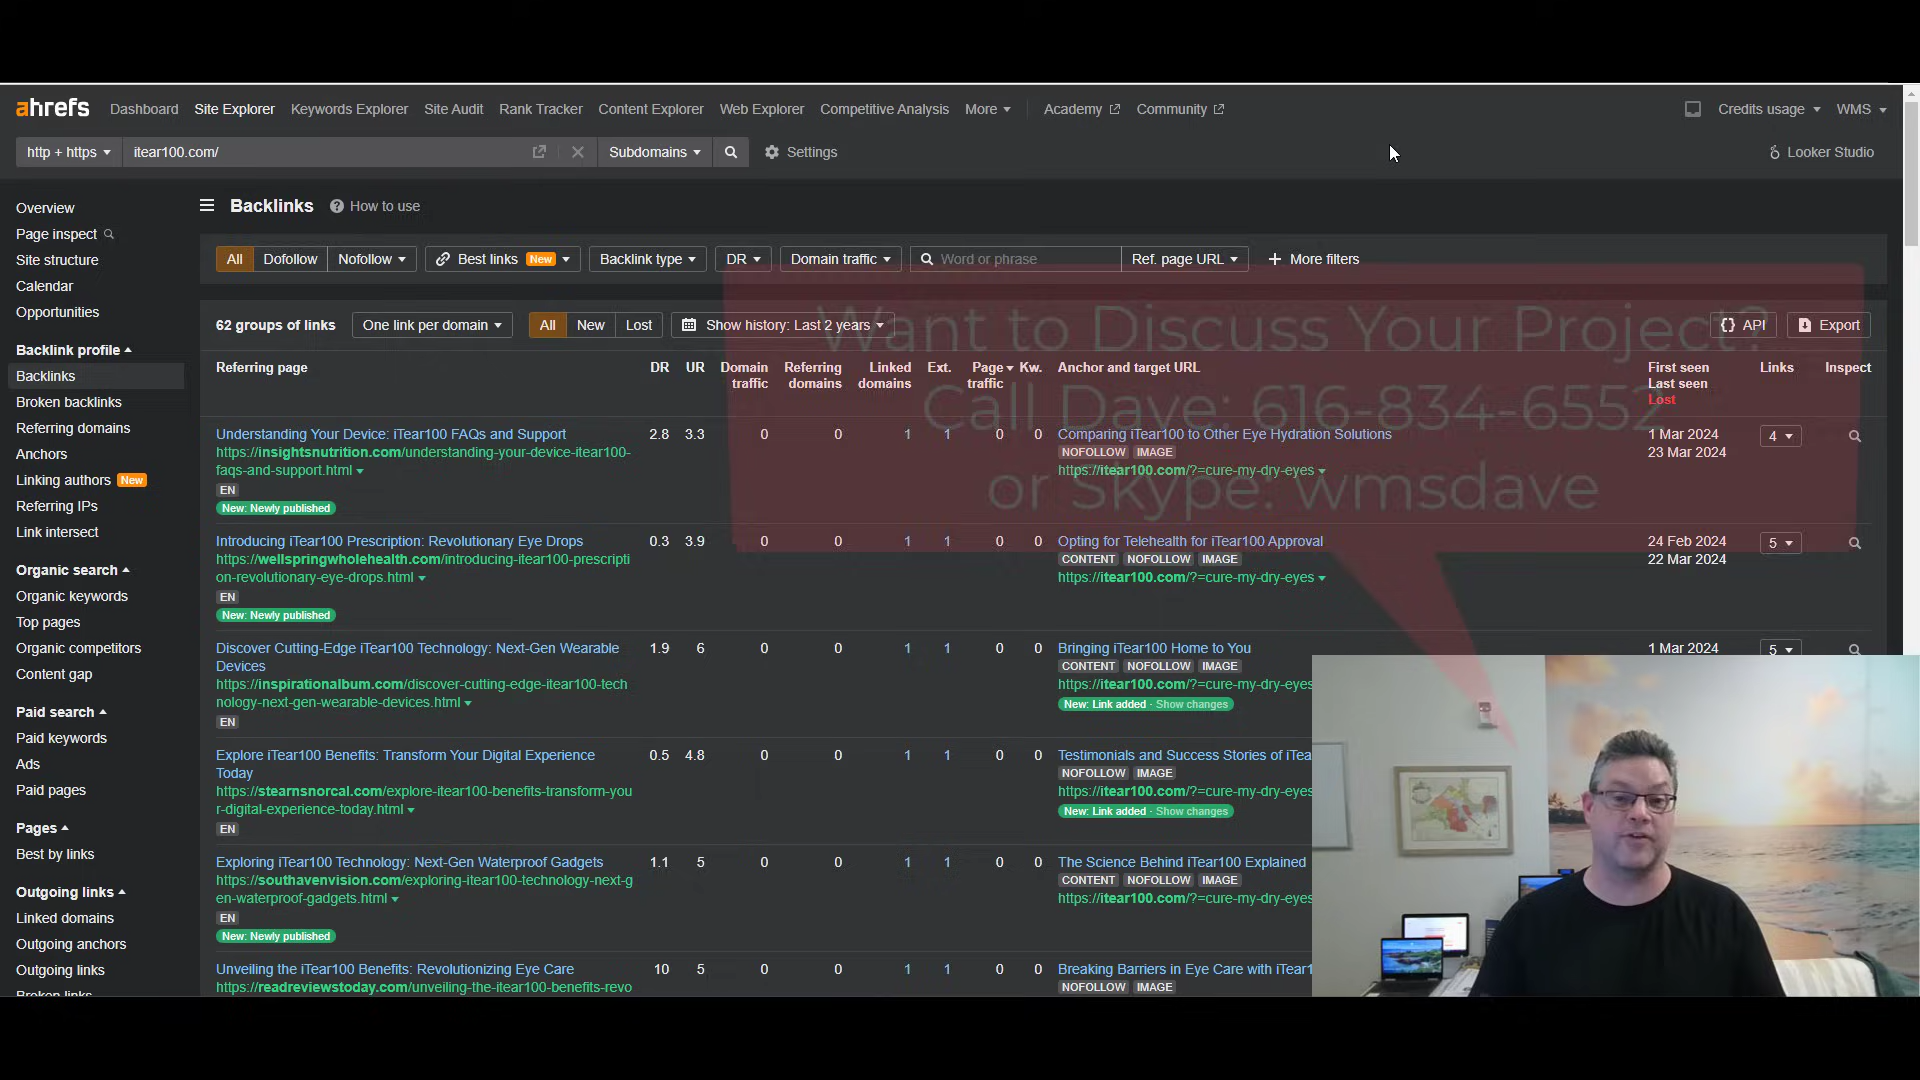 ahrefs Dashboard Site Explorer Keywords Explorer Site Audit Rank Tracker Content Explorer Web Explorer Competitive Analysis More Academy Community Credits usage WMS
http + https itear100.com/ Subdomains Settings Looker Studio
Overview
Page inspect
Site structure
Calendar
Opportunities
Backlink profile
Backlinks
Broken backlinks
Referring domains
Anchors
Linking authors New
Referring IPs
Link intersect
Organic search
Organic keywords
Top pages
Organic competitors
Content gap
Paid search
Paid keywords
Ads
Paid pages
Pages
Best by links
Outgoing links
Linked domains
Outgoing anchors
Outgoing links
Broken links
Backlinks How to use
All Dofollow Nofollow Best links New Backlink type DR Domain traffic Word or phrase Ref. page URL More filters
62 groups of links One link per domain All New Lost Show history: Last 2 years API Export
Want to Discuss Your Project?
Call Dave: 616-834-6552
or Skype: wmsdave
Referring page DR UR Domain Referring Linked Ext. Page Kw. Anchor and target URL First seen Links Inspect
traffic domains domains traffic Last seen
Lost
Understanding Your Device: iTear100 FAQs and Support 2.8 3.3 0 0 1 1 0 0 Comparing iTear100 to Other Eye Hydration Solutions 1 Mar 2024 4
https://insightsnutrition.com/understanding-your-device-itear100- NOFOLLOW IMAGE 23 Mar 2024
faqs-and-support.html https://itear100.com/?=cure-my-dry-eyes
EN
New: Newly published
Introducing iTear100 Prescription: Revolutionary Eye Drops 0.3 3.9 0 0 1 1 0 0 Opting for Telehealth for iTear100 Approval 24 Feb 2024 5
https://wellspringwholehealth.com/introducing-itear100-prescripti CONTENT NOFOLLOW IMAGE 22 Mar 2024
on-revolutionary-eye-drops.html https://itear100.com/?=cure-my-dry-eyes
EN
New: Newly published
Discover Cutting-Edge iTear100 Technology: Next-Gen Wearable 1.9 6 0 0 1 1 0 0 Bringing iTear100 Home to You 1 Mar 2024 5
Devices CONTENT NOFOLLOW IMAGE
https://inspirationalbum.com/discover-cutting-edge-itear100-tech https://itear100.com/?=cure-my-dry-eyes
nology-next-gen-wearable-devices.html New: Link added - Show changes
EN
Explore iTear100 Benefits: Transform Your Digital Experience 0.5 4.8 0 0 1 1 0 0 Testimonials and Success Stories of iTea
Today NOFOLLOW IMAGE
https://stearnsnorcal.com/explore-itear100-benefits-transform-you https://itear100.com/?=cure-my-dry-eyes
r-digital-experience-today.html New: Link added - Show changes
EN
Exploring iTear100 Technology: Next-Gen Waterproof Gadgets 1.1 5 0 0 1 1 0 0 The Science Behind iTear100 Explained
https://southavenvision.com/exploring-itear100-technology-next-g CONTENT NOFOLLOW IMAGE
en-waterproof-gadgets.html https://itear100.com/?=cure-my-dry-eyes
EN
New: Newly published
Unveiling the iTear100 Benefits: Revolutionizing Eye Care 10 5 0 0 1 1 0 0 Breaking Barriers in Eye Care with iTear1
https://readreviewstoday.com/unveiling-the-itear100-benefits-revo NOFOLLOW IMAGE